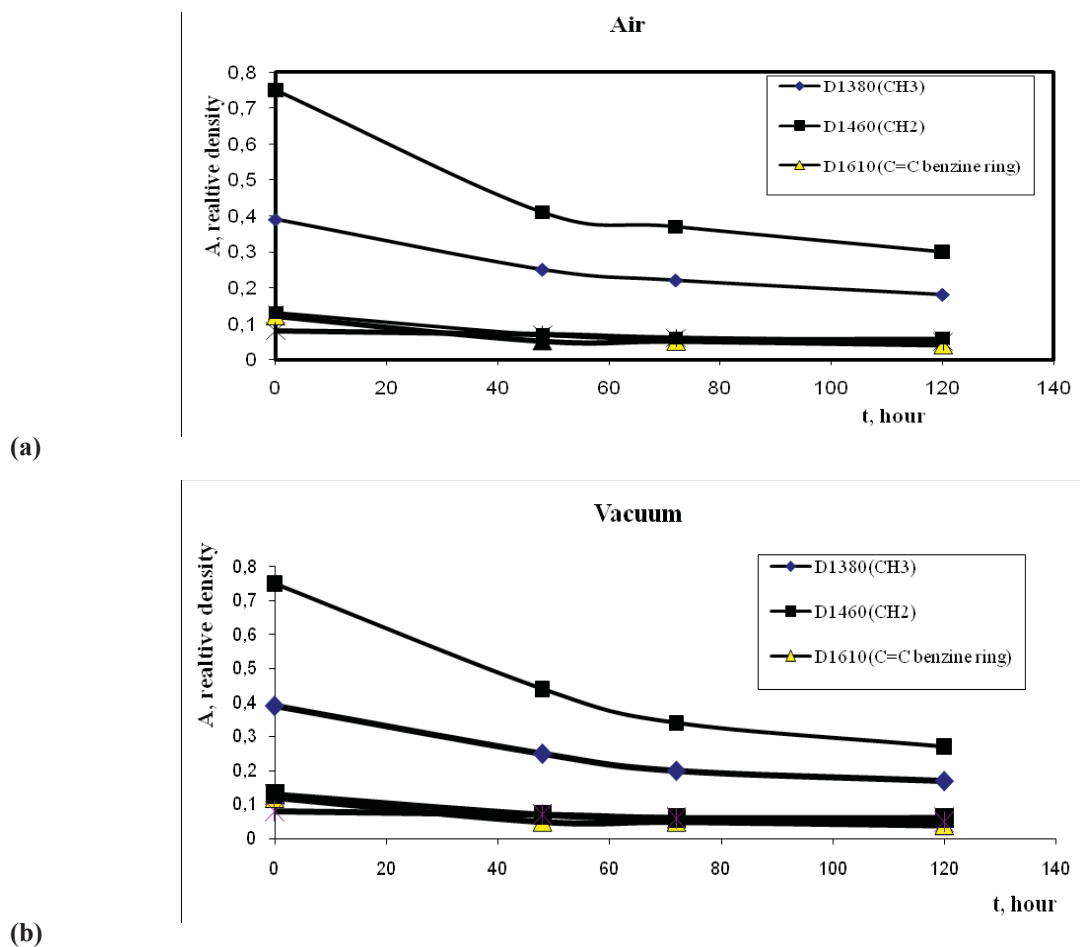 Air
A, realtive density
0,8
0,7
0,6
0,5
0,4
0,3
0,2
0,1
0
D1380(CH3)
D1460(CH2)
D1610(C=C benzine ring)
0 20 40 60 80 100 120 140
t, hour
(a)
Vacuum
A, realtive density
0,8
0,7
0,6
0,5
0,4
0,3
0,2
0,1
0
D1380(CH3)
D1460(CH2)
D1610(C=C benzine ring)
0 20 40 60 80 100 120 140
t, hour
(b)